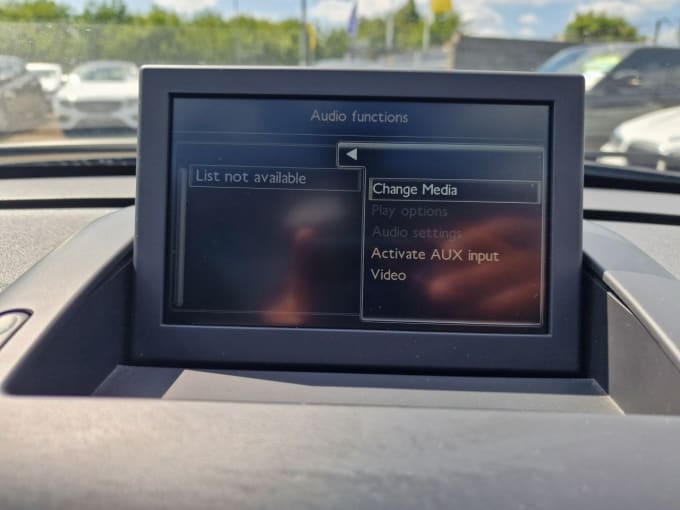 Audio functions
List not available
Change Media
Play options
Audio settings
Activate AUX input
Video